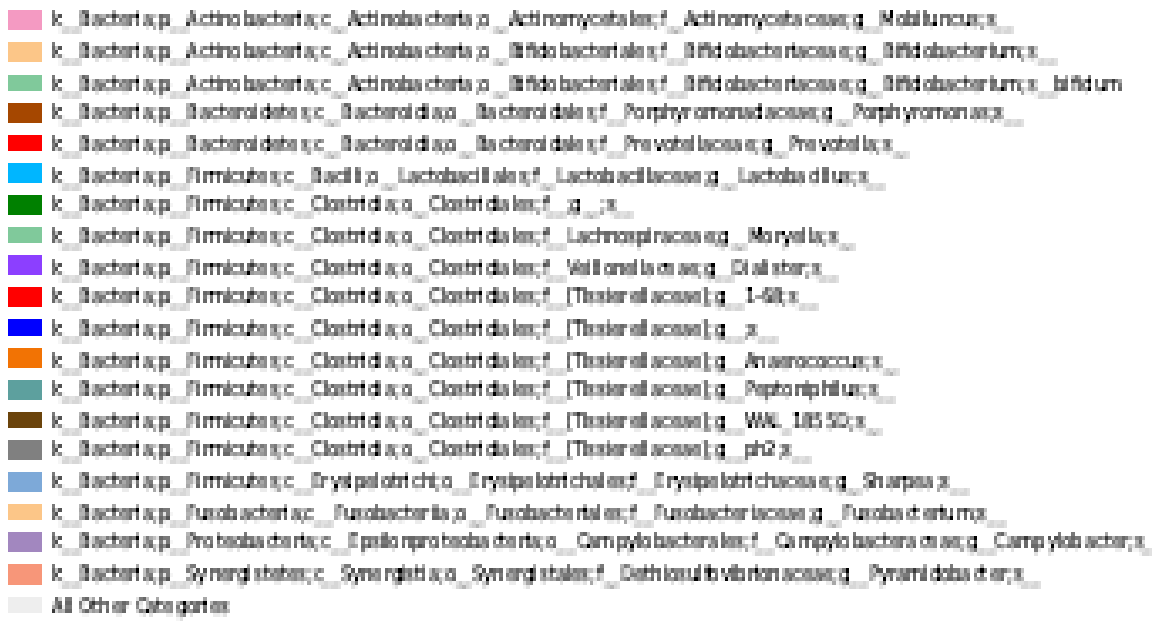 k__Bacteria;p__Actinobacteria;c__Actinobacteria;o__Actinomycetales;f__Actinomycetaceae;g__Mobiluncus;s__
k__Bacteria;p__Actinobacteria;c__Actinobacteria;o__Bifidobacteriales;f__Bifidobacteriaceae;g__Bifidobacterium;s__
k__Bacteria;p__Actinobacteria;c__Actinobacteria;o__Bifidobacteriales;f__Bifidobacteriaceae;g__Bifidobacterium;s__bifidum
k__Bacteria;p__Bacteroidetes;c__Bacteroidia;o__Bacteroidales;f__Porphyromonadaceae;g__Porphyromonas;s__
k__Bacteria;p__Bacteroidetes;c__Bacteroidia;o__Bacteroidales;f__Prevotellaceae;g__Prevotella;s__
k__Bacteria;p__Firmicutes;c__Bacilli;o__Lactobacillales;f__Lactobacillaceae;g__Lactobacillus;s__
k__Bacteria;p__Firmicutes;c__Clostridia;o__Clostridiales;f__;g__;s__
k__Bacteria;p__Firmicutes;c__Clostridia;o__Clostridiales;f__Lachnospiraceae;g__Moryella;s__
k__Bacteria;p__Firmicutes;c__Clostridia;o__Clostridiales;f__Veillonellaceae;g__Dialister;s__
k__Bacteria;p__Firmicutes;c__Clostridia;o__Clostridiales;f__[Tissierellaceae];g__1-68;s__
k__Bacteria;p__Firmicutes;c__Clostridia;o__Clostridiales;f__[Tissierellaceae];g__;s__
k__Bacteria;p__Firmicutes;c__Clostridia;o__Clostridiales;f__[Tissierellaceae];g__Anaerococcus;s__
k__Bacteria;p__Firmicutes;c__Clostridia;o__Clostridiales;f__[Tissierellaceae];g__Peptoniphilus;s__
k__Bacteria;p__Firmicutes;c__Clostridia;o__Clostridiales;f__[Tissierellaceae];g__WAL_1855D;s__
k__Bacteria;p__Firmicutes;c__Clostridia;o__Clostridiales;f__[Tissierellaceae];g__ph2;s__
k__Bacteria;p__Firmicutes;c__Erysipelotrichi;o__Erysipelotrichales;f__Erysipelotrichaceae;g__Sharpea;s__
k__Bacteria;p__Fusobacteria;c__Fusobacteriia;o__Fusobacteriales;f__Fusobacteriaceae;g__Fusobacterium;s__
k__Bacteria;p__Proteobacteria;c__Epsilonproteobacteria;o__Campylobacterales;f__Campylobacteraceae;g__Campylobacter;s__
k__Bacteria;p__Synergistetes;c__Synergistia;o__Synergistales;f__Dethiosulfovibrionaceae;g__Pyramidobacter;s__
All Other Categories